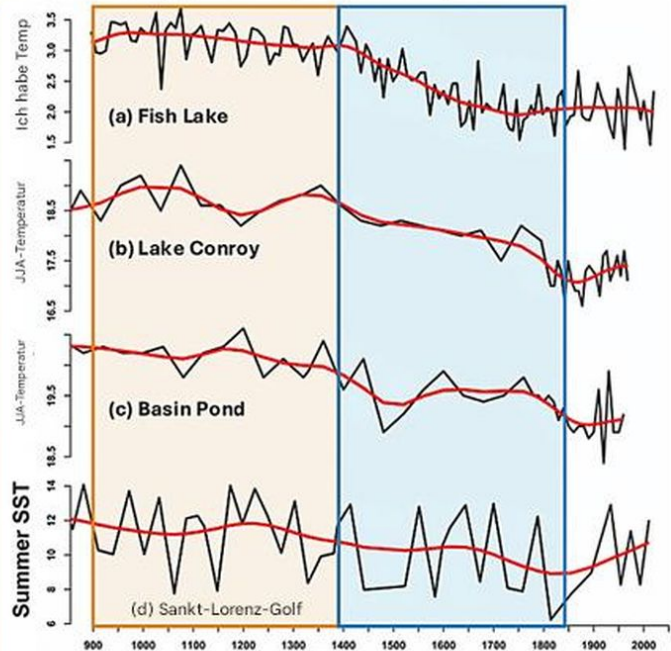 3.5
3.0
2.5
2.0
1.5
Ich habe Temp
(a) Fish Lake
18.5
17.5
16.5
JJA-Temperatur
(b) Lake Conroy
19.5
18.5
JJA-Temperatur
(c) Basin Pond
14
12
10
8
6
Summer SST
(d) Sankt-Lorenz-Golf
900 1000 1100 1200 1300 1400 1500 1600 1700 1800 1900 2000